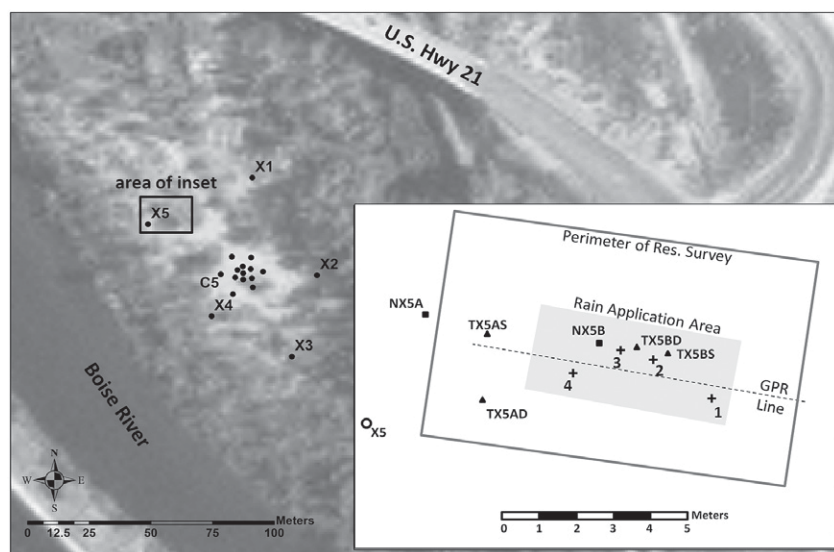 U.S. Hwy 21
X1
area of inset
X5
X2
C5
X4
X3
Boise River
N
W E
S
Meters
0 12.5 25 50 75 100
Perimeter of Res. Survey
NX5A
Rain Application Area
TX5AS
NX5B
TX5BD
TX5BS
3
2
4
GPR
Line
1
TX5AD
X5
Meters
0 1 2 3 4 5